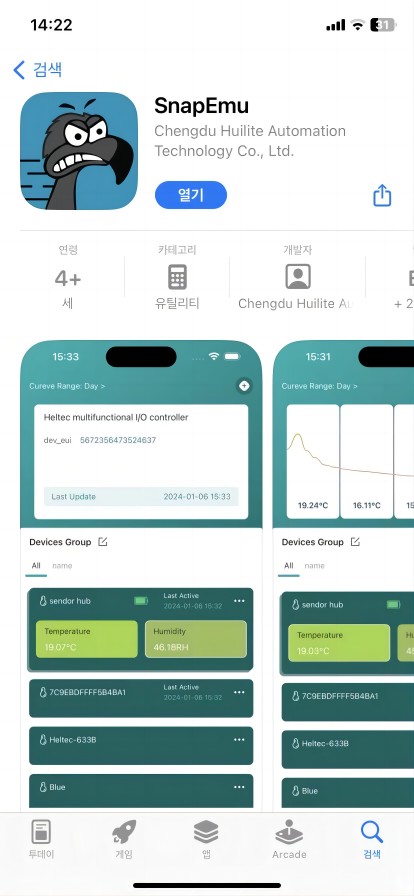 14:22
31
검색
SnapEmu
Chengdu Huilite Automation
Technology Co., Ltd.
열기
연령
4+
세
카테고리
유틸리티
개발자
Chengdu Huilite Au
+ 2
15:33
Cureve Range: Day >
Heltec multifunctional I/O controller
dev_eui 5672356473524637
Last Update 2024-01-06 15:33
Devices Group
All name
sendor hub
Last Active
2024-01-06 15:32
Temperature
19.07°C
Humidity
46.18RH
7C9EBDFFFF5B4BA1
Last Active
2024-01-06 15:32
Heltec-633B
Blue
15:31
Cureve Range: Day >
19.24°C
16.11°C
15
Devices Group
All name
sendor hub
Temperature
19.03°C
Hu
45
7C9EBDFFFF5B4BA1
Heltec-633B
Blue
투데이
게임
앱
Arcade
검색